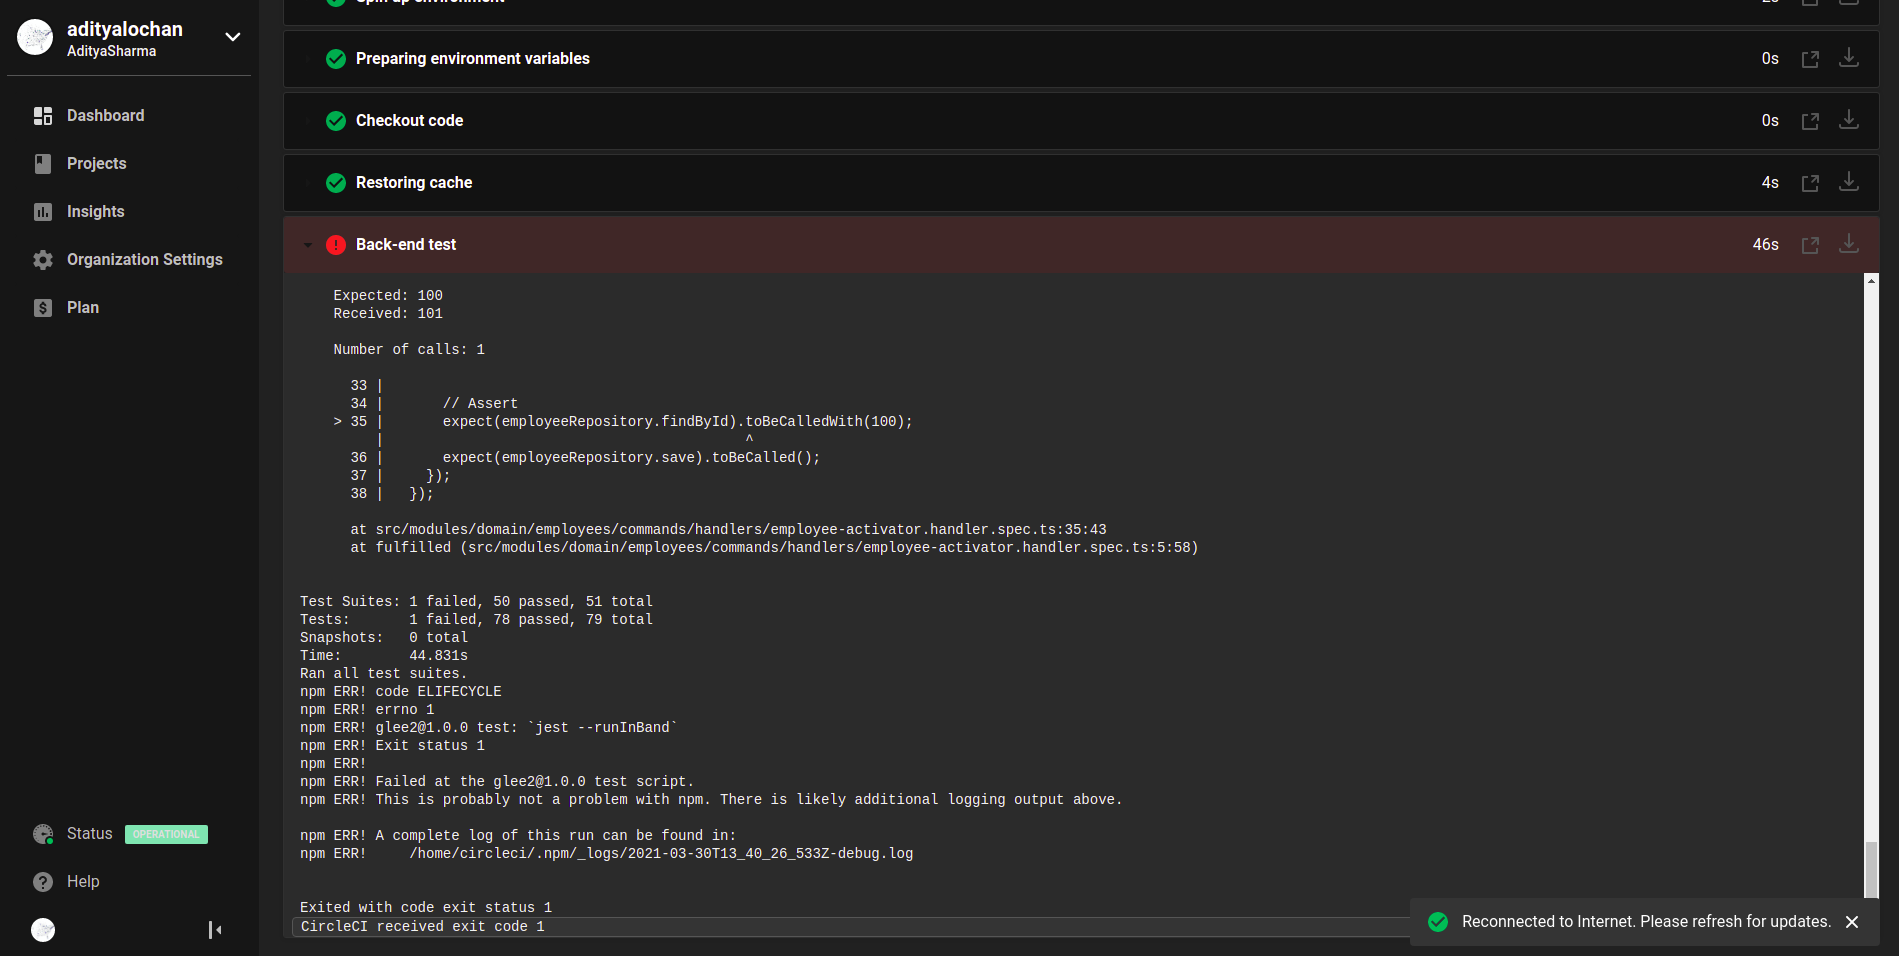 adityalochan
AdityaSharma
Dashboard
Projects
Insights
Organization Settings
Plan
Status OPERATIONAL
Help
Spin up environment 2s
Preparing environment variables 0s
Checkout code 0s
Restoring cache 4s
Back-end test 46s
Expected: 100
Received: 101
Number of calls: 1
33 |
34 |       // Assert
> 35 |       expect(employeeRepository.findById).toBeCalledWith(100);
|                                           ^
36 |       expect(employeeRepository.save).toBeCalled();
37 |     });
38 |   });
at src/modules/domain/employees/commands/handlers/employee-activator.handler.spec.ts:35:43
at fulfilled (src/modules/domain/employees/commands/handlers/employee-activator.handler.spec.ts:5:58)
Test Suites: 1 failed, 50 passed, 51 total
Tests:       1 failed, 78 passed, 79 total
Snapshots:   0 total
Time:        44.831s
Ran all test suites.
npm ERR! code ELIFECYCLE
npm ERR! errno 1
npm ERR! glee2@1.0.0 test: `jest --runInBand`
npm ERR! Exit status 1
npm ERR!
npm ERR! Failed at the glee2@1.0.0 test script.
npm ERR! This is probably not a problem with npm. There is likely additional logging output above.
npm ERR! A complete log of this run can be found in:
npm ERR!     /home/circleci/.npm/_logs/2021-03-30T13_40_26_533Z-debug.log
Exited with code exit status 1
CircleCI received exit code 1
Reconnected to Internet. Please refresh for updates.